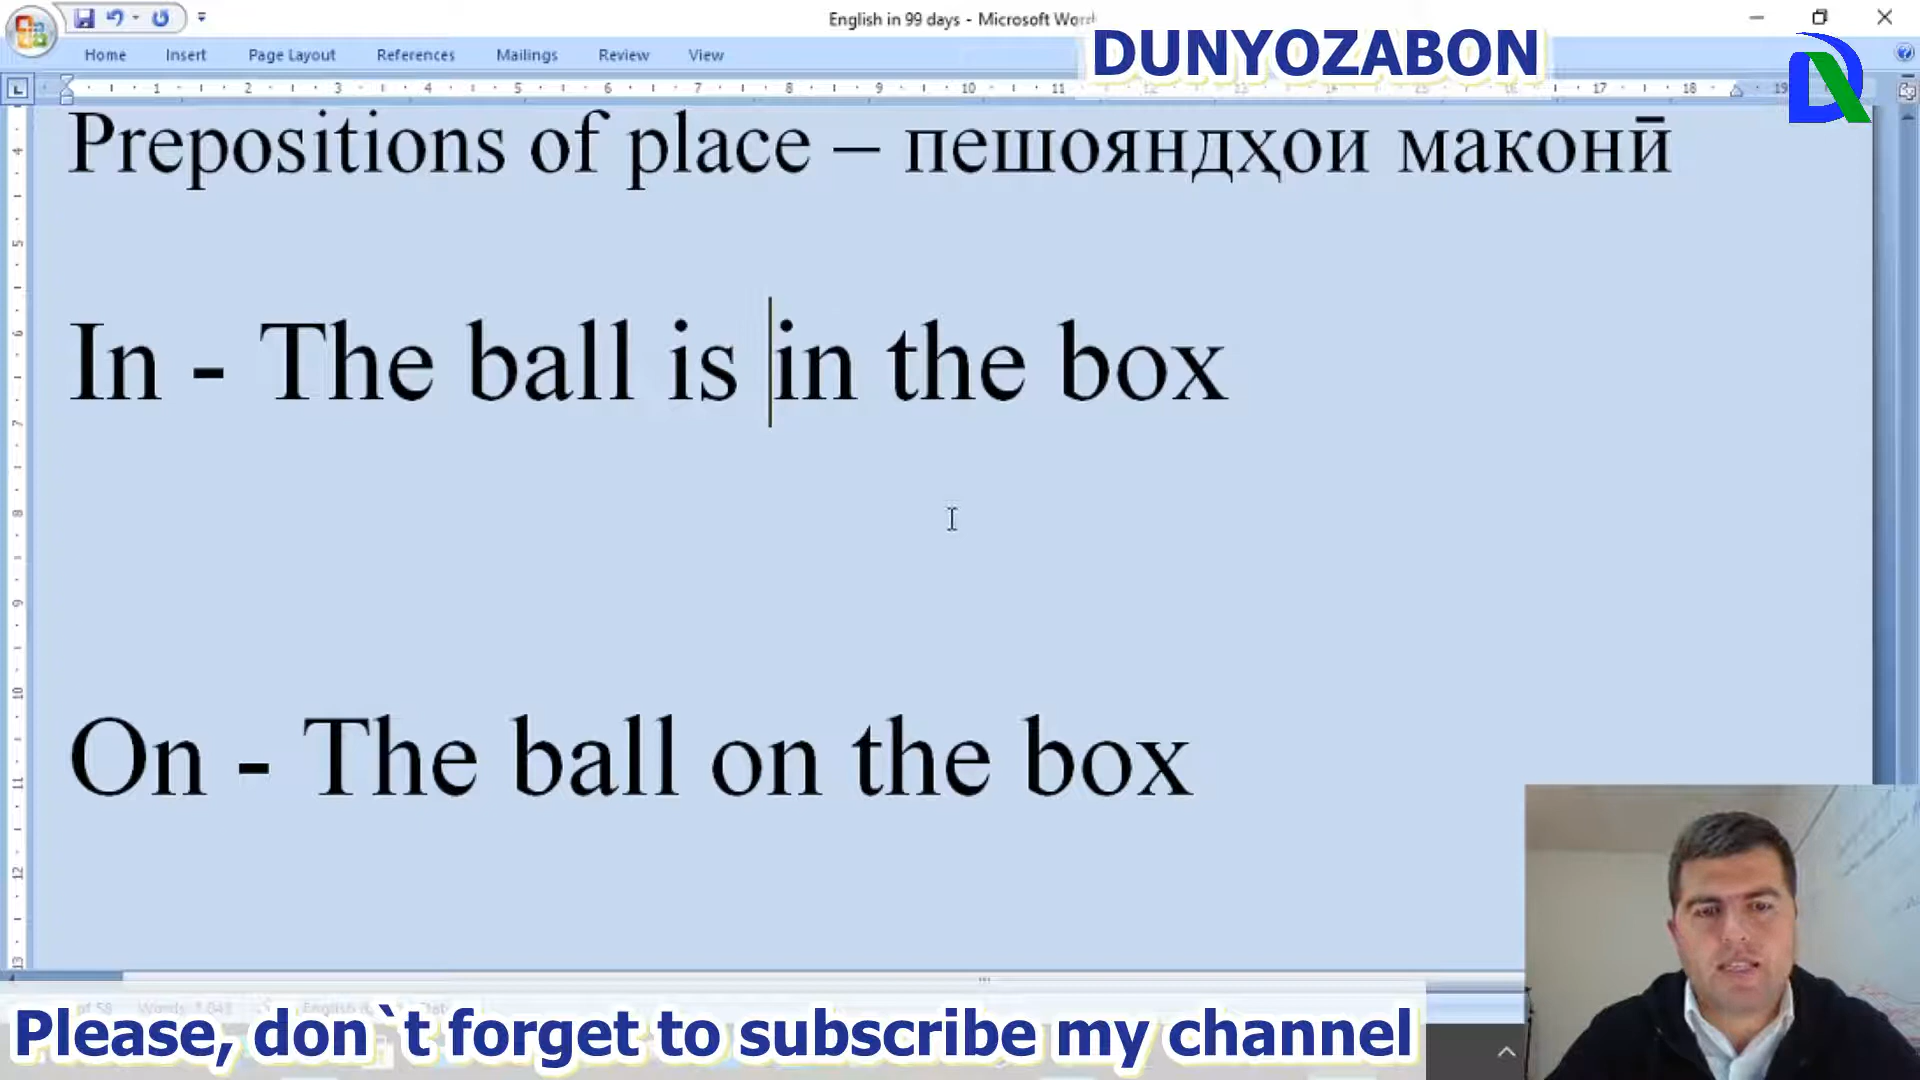 English in 99 days - Microsoft Word
DUNYOZABON
Home Insert Page Layout References Mailings Review View
Prepositions of place – пешояндҳои маконӣ
In - The ball is in the box
On - The ball on the box
Please, don`t forget to subscribe my channel